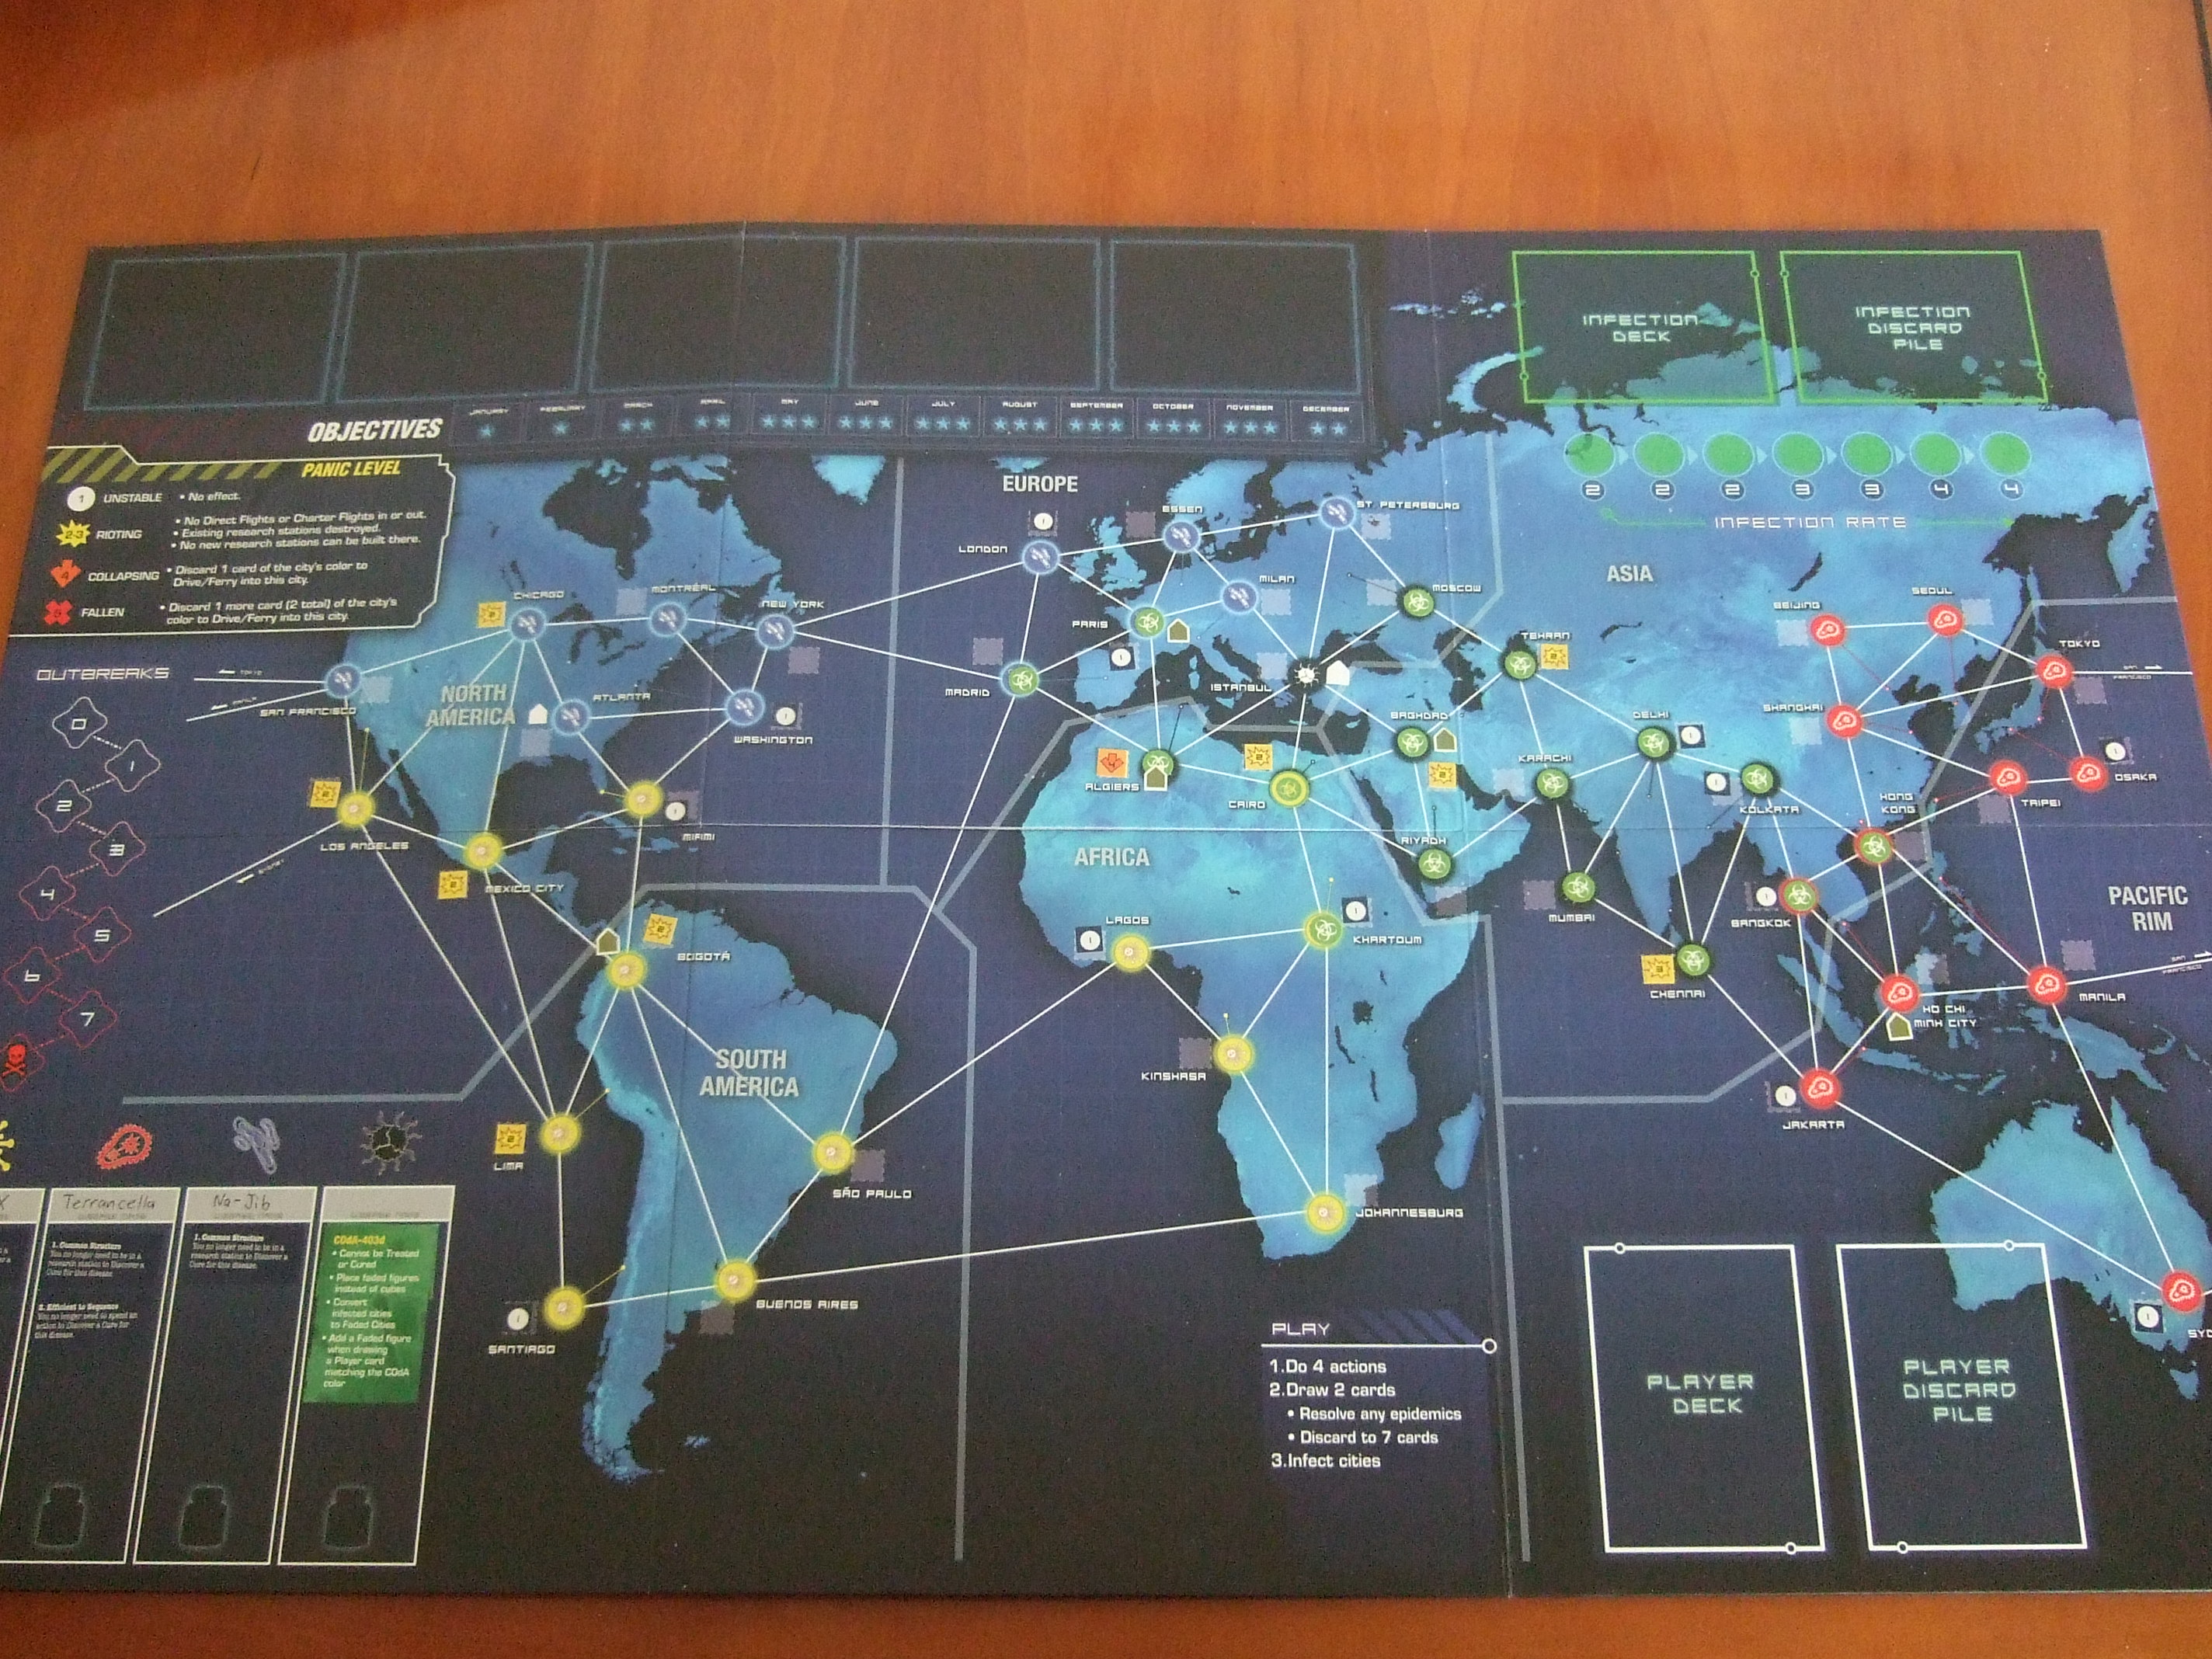 INFECTION
DECK
INFECTION
DISCARD
PILE
OBJECTIVES
JANUARY
FEBRUARY
MARCH
APRIL
MAY
JUNE
JULY
AUGUST
SEPTEMBER
OCTOBER
NOVEMBER
DECEMBER
PANIC LEVEL
1 UNSTABLE • No effect.
2-3 RIOTING • No Direct Flights or Charter Flights in or out.
• Existing research stations destroyed.
• No new research stations can be built there.
4 COLLAPSING • Discard 1 card of the city's color to
Drive/Ferry into this city.
5 FALLEN • Discard 1 more card (2 total) of the city's
color to Drive/Ferry into this city.
2 2 2 3 3 4 4
INFECTION RATE
OUTBREAKS
0
1
2
3
4
5
6
7
EUROPE
ASIA
NORTH
AMERICA
AFRICA
SOUTH
AMERICA
PACIFIC
RIM
TOKYO
MANILA
SYDNEY
SAN FRANCISCO
CHICAGO
MONTRÉAL
NEW YORK
ATLANTA
WASHINGTON
LOS ANGELES
MEXICO CITY
MIAMI
BOGOTÁ
LIMA
SANTIAGO
SÃO PAULO
BUENOS AIRES
LONDON
ESSEN
ST. PETERSBURG
MADRID
PARIS
MILAN
MOSCOW
ISTANBUL
ALGIERS
CAIRO
BAGHDAD
TEHRAN
RIYADH
KARACHI
DELHI
MUMBAI
KOLKATA
CHENNAI
LAGOS
KHARTOUM
KINSHASA
JOHANNESBURG
BEIJING
SEOUL
TOKYO
SAN
FRANCISCO
SHANGHAI
OSAKA
TAIPEI
HONG
KONG
BANGKOK
HO CHI
MINH CITY
MANILA
SAN
FRANCISCO
JAKARTA
SYD
Terrancella
1. Common Structure
You no longer need to be in a
research station to Discover a
Cure for this disease.
2. Efficient to Sequence
You no longer need to spend an
action to Discover a Cure for
this disease.
Na-Jib
1. Common Structure
You no longer need to be in a
research station to Discover a
Cure for this disease.
COdA-403d
• Cannot be Treated
or Cured
• Place faded figures
instead of cubes
• Convert
infected cities
to Faded Cities
• Add a Faded figure
when drawing
a Player card
matching the COdA
color
PLAY
1.Do 4 actions
2.Draw 2 cards
• Resolve any epidemics
• Discard to 7 cards
3.Infect cities
PLAYER
DECK
PLAYER
DISCARD
PILE